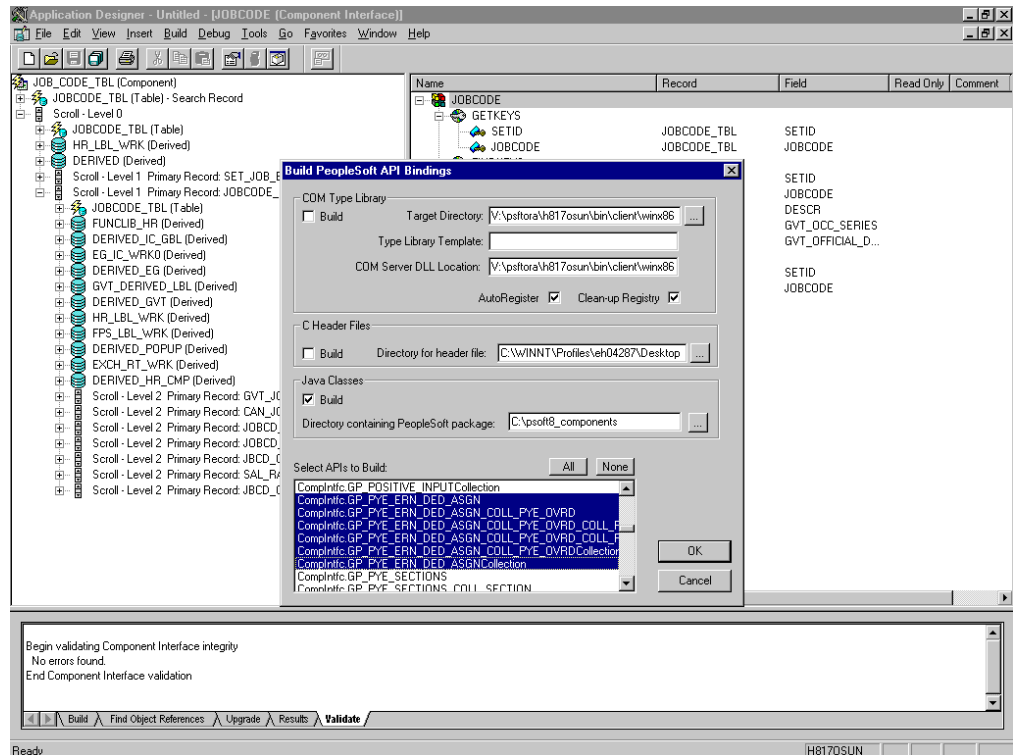 Application Designer - Untitled - [JOBCODE (Component Interface)]
File Edit View Insert Build Debug Tools Go Favorites Window Help
JOB_CODE_TBL (Component)
JOBCODE_TBL (Table) - Search Record
Scroll - Level 0
JOBCODE_TBL (Table)
HR_LBL_WRK (Derived)
DERIVED (Derived)
Scroll - Level 1 Primary Record: SET_JOB_
Scroll - Level 1 Primary Record: JOBCODE_
JOBCODE_TBL (Table)
FUNCLIB_HR (Derived)
DERIVED_IC_GBL (Derived)
EG_IC_WRK0 (Derived)
DERIVED_EG (Derived)
GVT_DERIVED_LBL (Derived)
DERIVED_GVT (Derived)
HR_LBL_WRK (Derived)
FPS_LBL_WRK (Derived)
DERIVED_POPUP (Derived)
EXCH_RT_WRK (Derived)
DERIVED_HR_CMP (Derived)
Scroll - Level 2 Primary Record: GVT_JO
Scroll - Level 2 Primary Record: CAN_JO
Scroll - Level 2 Primary Record: JOBCD_
Scroll - Level 2 Primary Record: JOBCD_
Scroll - Level 2 Primary Record: JBCD_
Scroll - Level 2 Primary Record: SAL_RA
Scroll - Level 2 Primary Record: JBCD_
Name Record Field Read Only Comment
JOBCODE
GETKEYS
SETID JOBCODE_TBL SETID
JOBCODE JOBCODE_TBL JOBCODE
SETID
JOBCODE
DESCR
GVT_OCC_SERIES
GVT_OFFICIAL_D...
SETID
JOBCODE
Build PeopleSoft API Bindings
COM Type Library
Build Target Directory: V:\psftora\h817osun\bin\client\winx86 ...
Type Library Template:
COM Server DLL Location: V:\psftora\h817osun\bin\client\winx86
AutoRegister Clean-up Registry
C Header Files
Build Directory for header file: C:\WINNT\Profiles\eh04287\Desktop ...
Java Classes
Build
Directory containing PeopleSoft package: C:\psoft8_components ...
Select APIs to Build: All None
CompIntfc.GP_POSITIVE_INPUTCollection
CompIntfc.GP_PYE_ERN_DED_ASGN
CompIntfc.GP_PYE_ERN_DED_ASGN_COLL_PYE_OVRD
CompIntfc.GP_PYE_ERN_DED_ASGN_COLL_PYE_OVRD_COLL_F
CompIntfc.GP_PYE_ERN_DED_ASGN_COLL_PYE_OVRD_COLL_F
CompIntfc.GP_PYE_ERN_DED_ASGN_COLL_PYE_OVRDCollection
CompIntfc.GP_PYE_ERN_DED_ASGNCollection
CompIntfc.GP_PYE_SECTIONS
CompIntfc.GP_PYE_SECTIONS_COLL_SECTION
OK
Cancel
Begin validating Component Interface integrity
No errors found.
End Component Interface validation
Build Find Object References Upgrade Results Validate
Ready H817OSUN